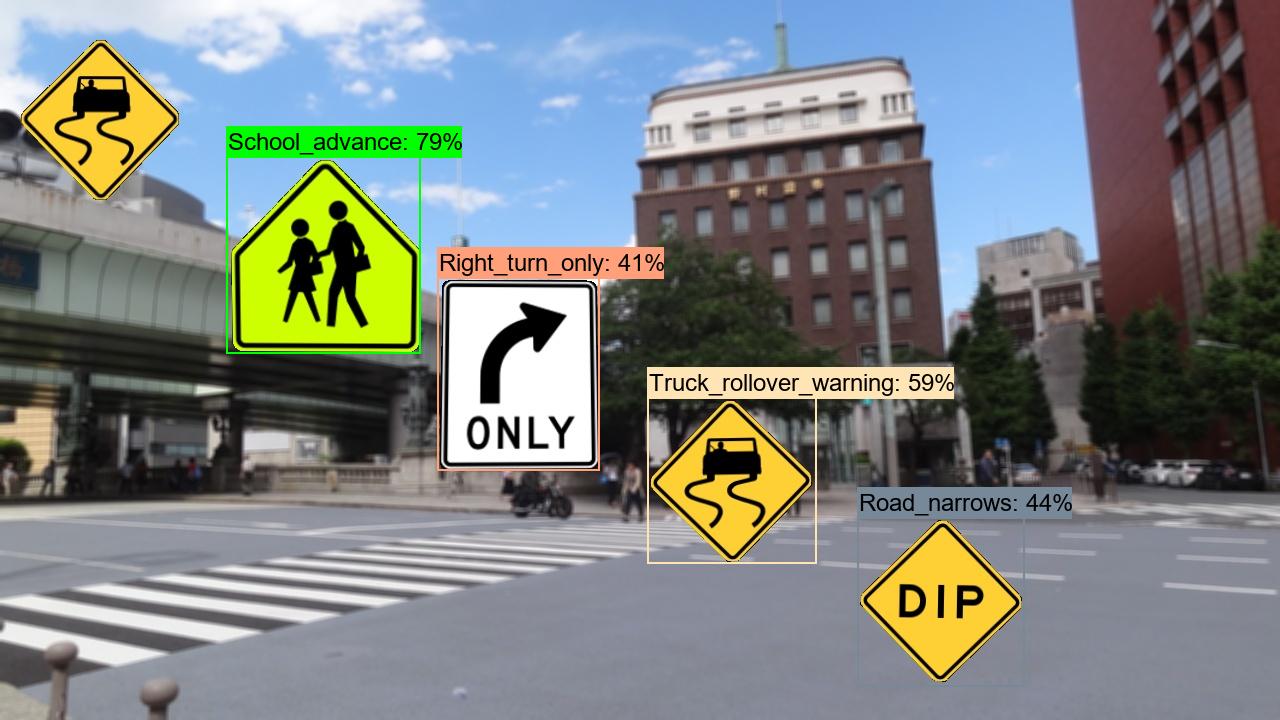 School_advance: 79%
Right_turn_only: 41%
ONLY
Truck_rollover_warning: 59%
Road_narrows: 44%
DIP